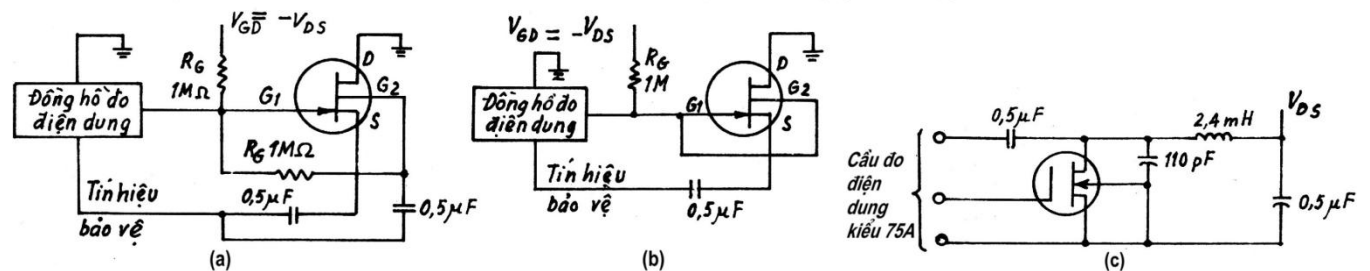 V_GD = -V_DS
R_G
1MΩ
D
G1
G2
S
Đồng hồ đo
điện dung
R_G 1MΩ
Tín hiệu
bảo vệ
0,5μF
0,5μF
(a)
V_GD = -V_DS
R_G
1M
D
G1
G2
S
Đồng hồ đo
điện dung
Tín hiệu
bảo vệ
0,5μF
(b)
0,5μF
2,4mH
V_DS
110 pF
0,5μF
Cầu đo
điện
dung
kiểu 75A
(c)